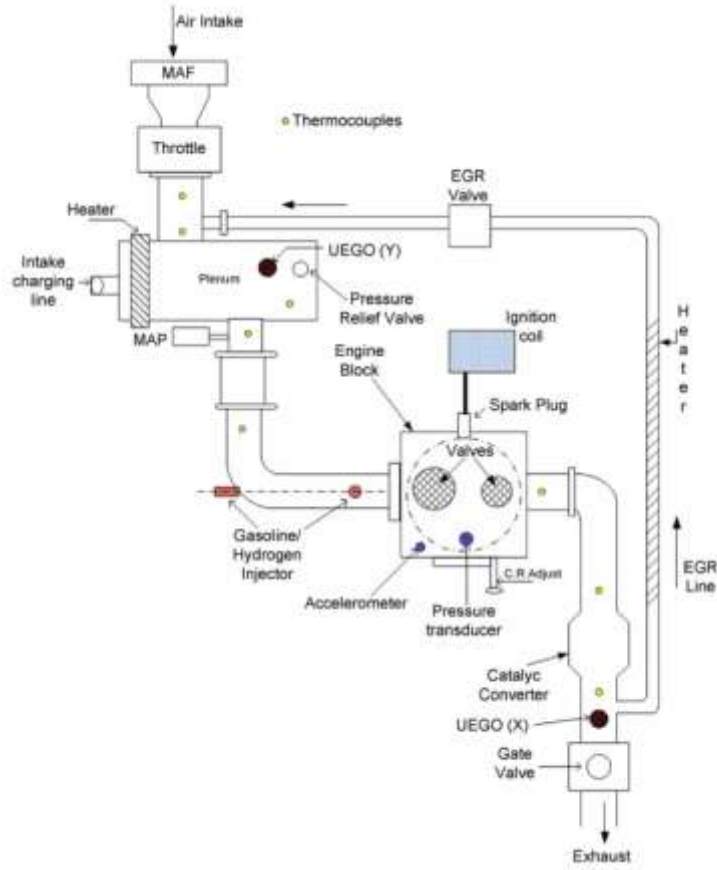 Air Intake
MAF
Thermocouples
Throttle
EGR
Valve
Heater
UEGO (Y)
Intake
charging
line
Plenum
Pressure
Relief Valve
MAP
Ignition
coil
Engine
Block
Heater
Spark Plug
Valves
Gasoline/
Hydrogen
Injector
C.R Adjust
EGR
Line
Accelerometer
Pressure
transducer
Catalyc
Converter
UEGO (X)
Gate
Valve
Exhaust